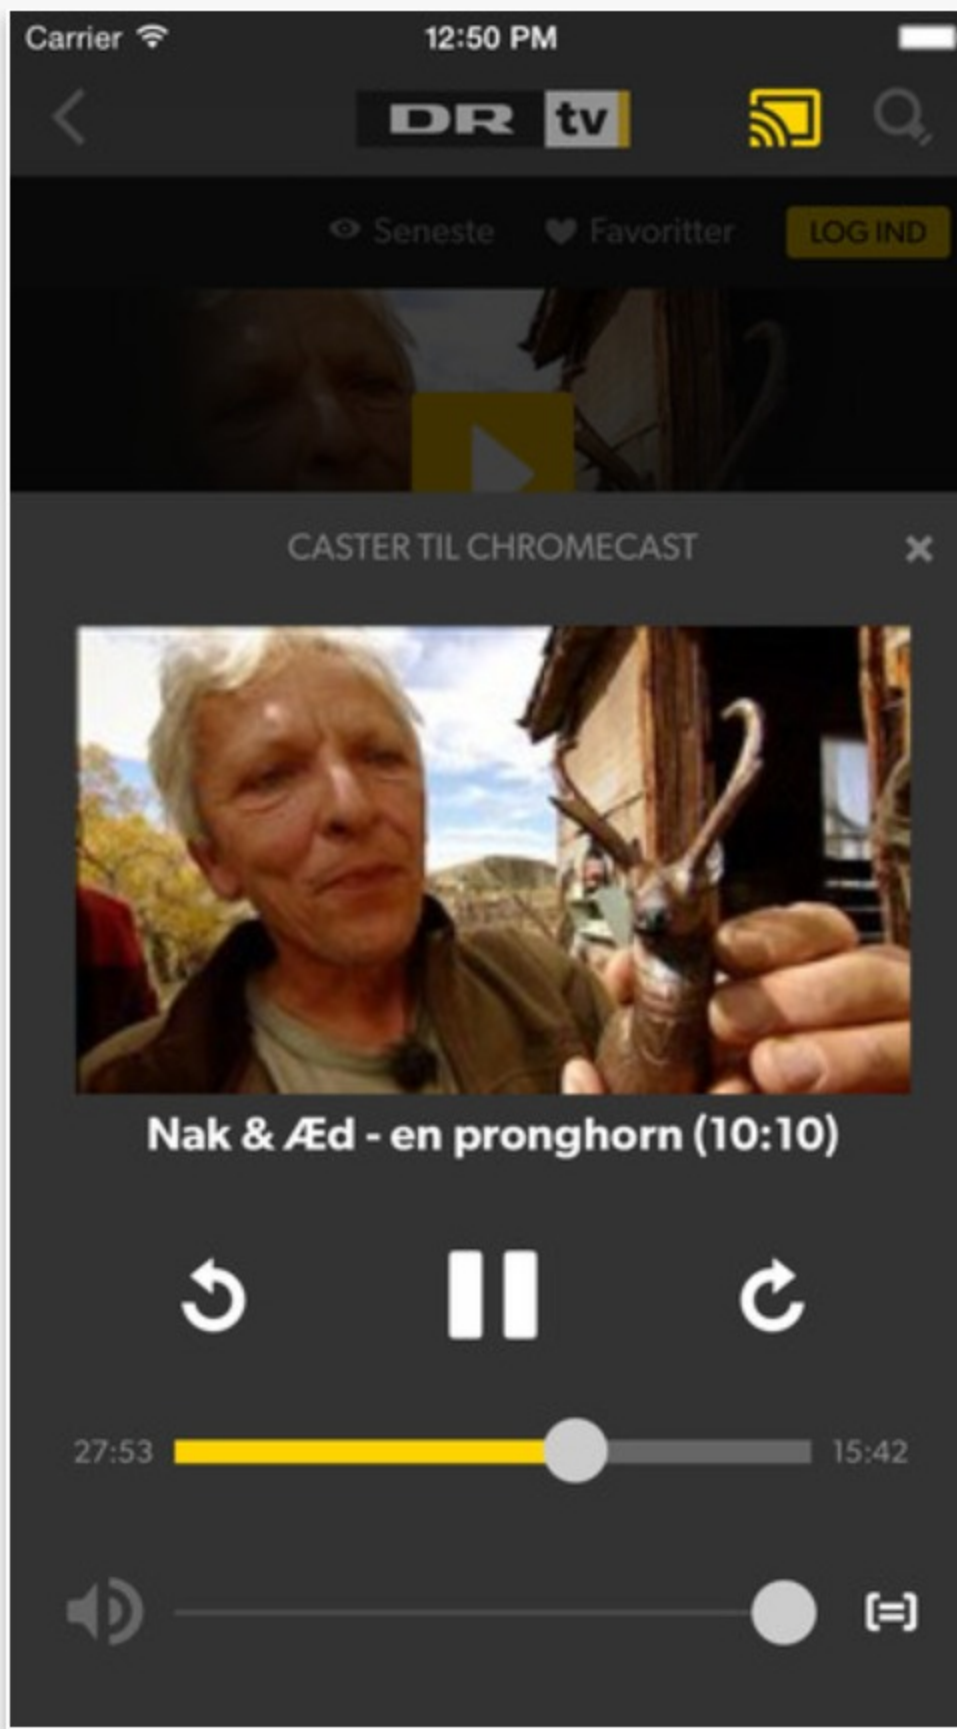 Carrier 12:50 PM
DR tv
Seneste Favoritter LOG IND
CASTER TIL CHROMECAST
Nak & Æd - en pronghorn (10:10)
27:53 15:42